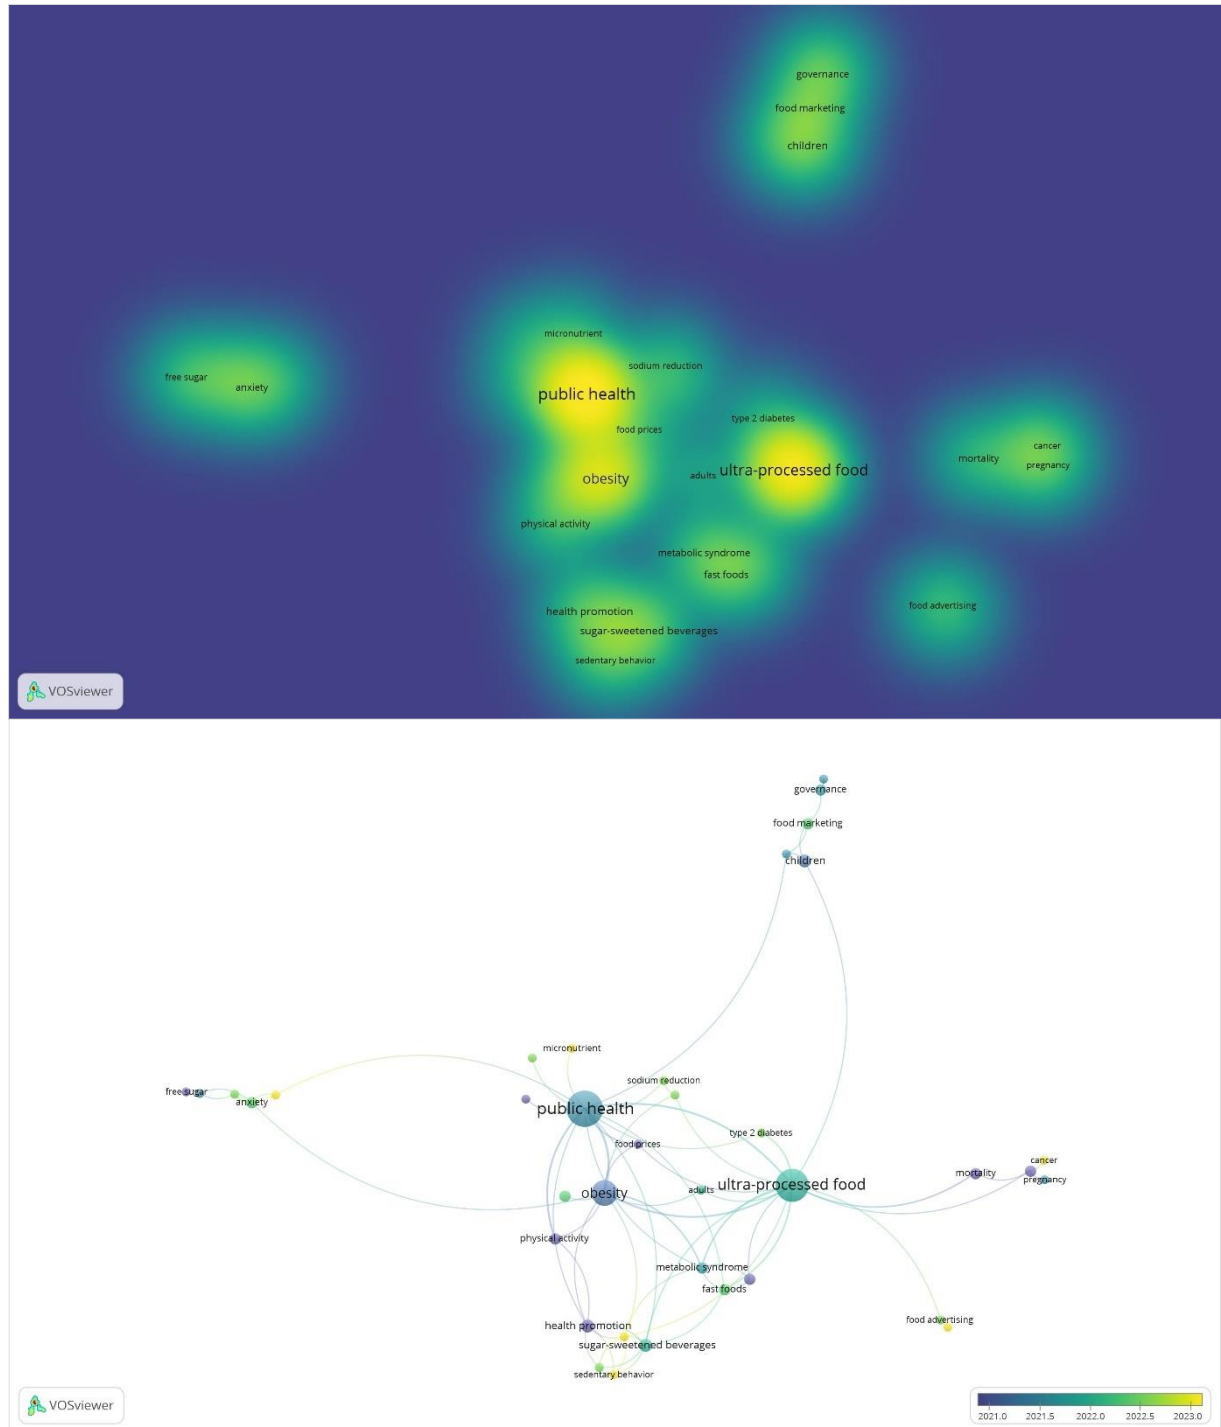 governance
food marketing
children
micronutrient
sodium reduction
free sugar
anxiety
public health
type 2 diabetes
food prices
cancer
mortality
pregnancy
ultra-processed food
adults
obesity
physical activity
metabolic syndrome
fast foods
health promotion
food advertising
sugar-sweetened beverages
sedentary behavior
VOSviewer
governance
food marketing
children
micronutrient
sodium reduction
free sugar
anxiety
public health
type 2 diabetes
food prices
cancer
mortality
pregnancy
ultra-processed food
adults
obesity
physical activity
metabolic syndrome
fast foods
health promotion
food advertising
sugar-sweetened beverages
sedentary behavior
VOSviewer
2021.0 2021.5 2022.0 2022.5 2023.0